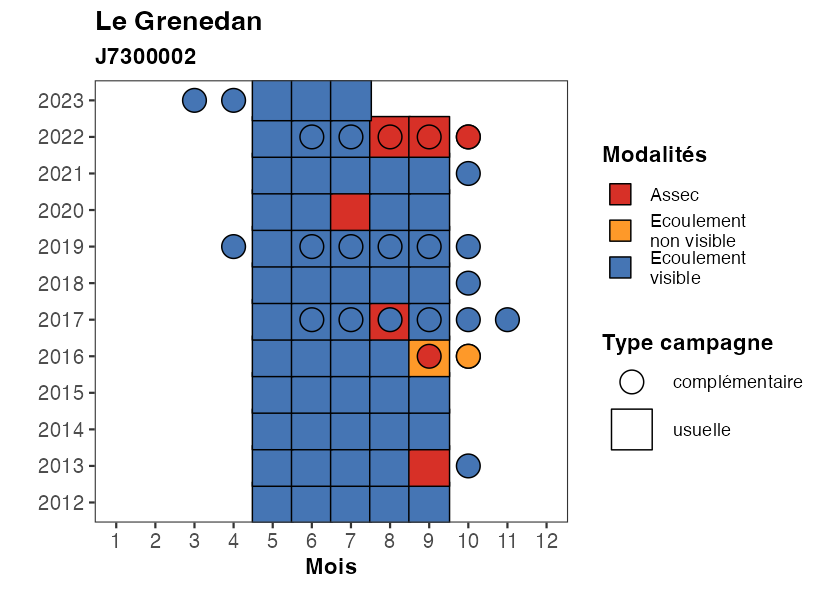 Le Grenedan
J7300002
2023
2022
2021
2020
2019
2018
2017
2016
2015
2014
2013
2012
1 2 3 4 5 6 7 8 9 10 11 12
Mois
Modalités
Assec
Ecoulement
non visible
Ecoulement
visible
Type campagne
complémentaire
usuelle